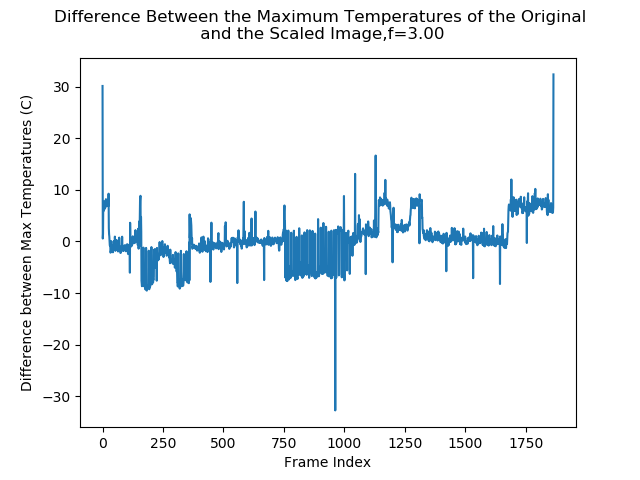 Difference Between the Maximum Temperatures of the Original
and the Scaled Image,f=3.00
Difference between Max Temperatures (C)
30
20
10
0
−10
−20
−30
0 250 500 750 1000 1250 1500 1750
Frame Index